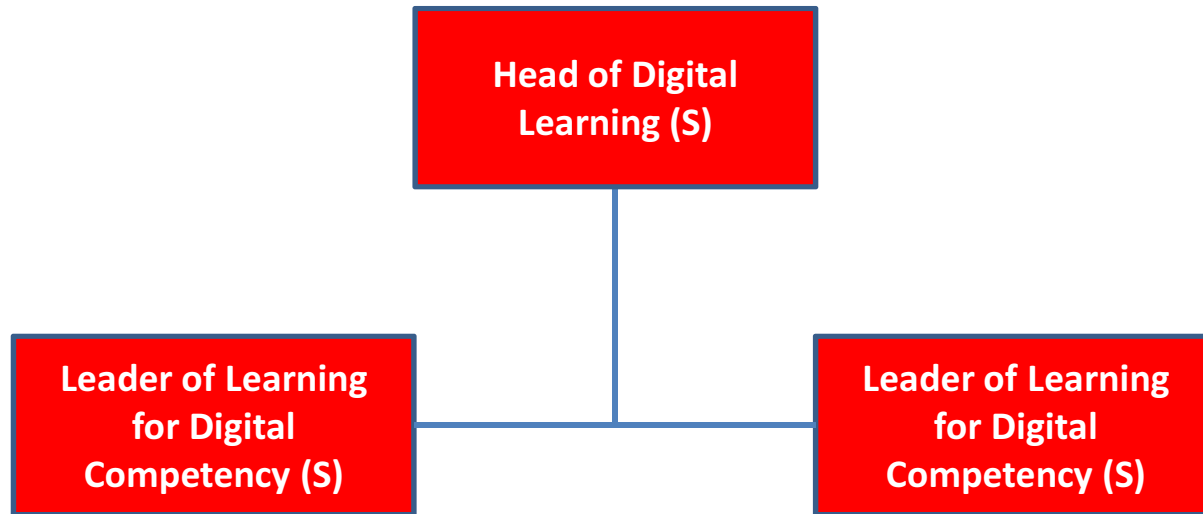 Head of Digital
Learning (S)
Leader of Learning
for Digital
Competency (S)
Leader of Learning
for Digital
Competency (S)